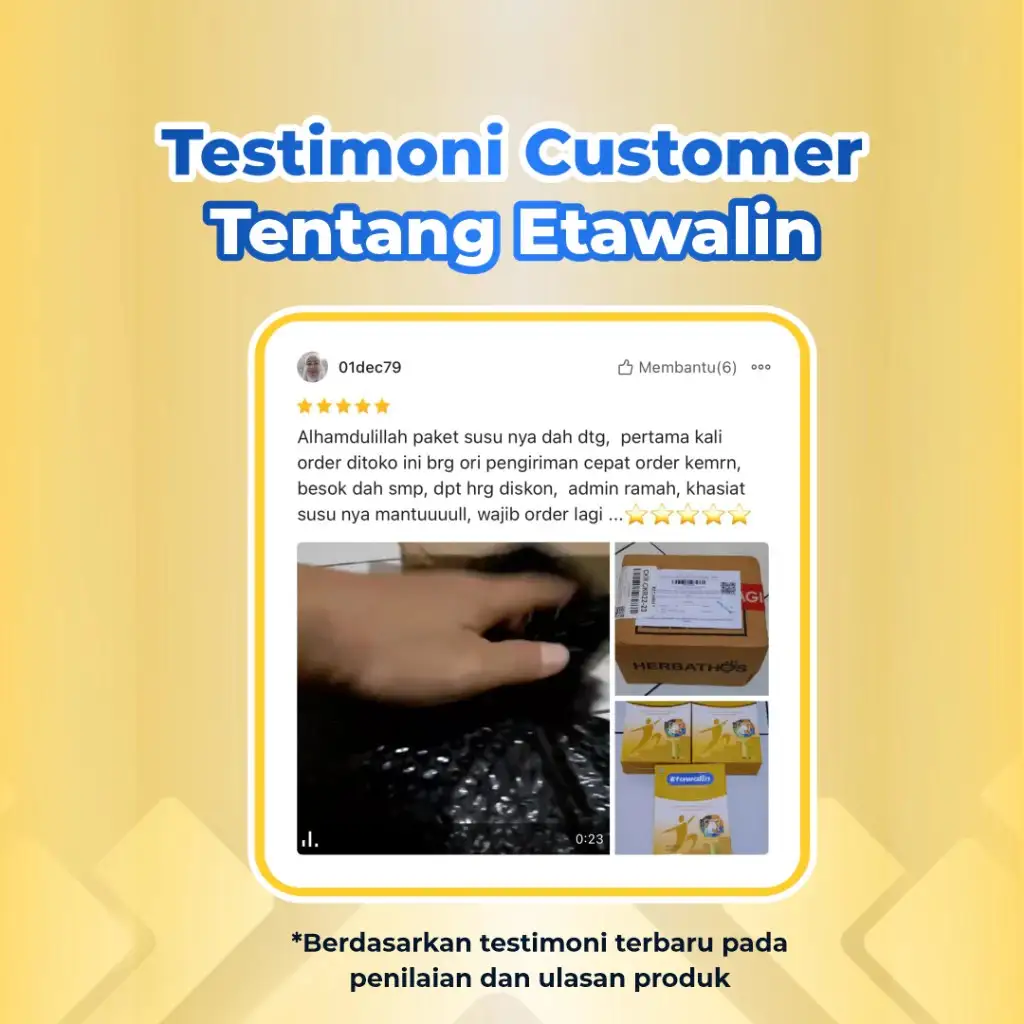 Testimoni Customer
Tentang Etawalin
01dec79
Membantu(6)
Alhamdulillah paket susu nya dah dtg,  pertama kali
order ditoko ini brg ori pengiriman cepat order kemrn,
besok dah smp, dpt hrg diskon,  admin ramah, khasiat
susu nya mantuuuull, wajib order lagi ...
0:23
AGI
HERBATHOS
Etawalin
*Berdasarkan testimoni terbaru pada
penilaian dan ulasan produk